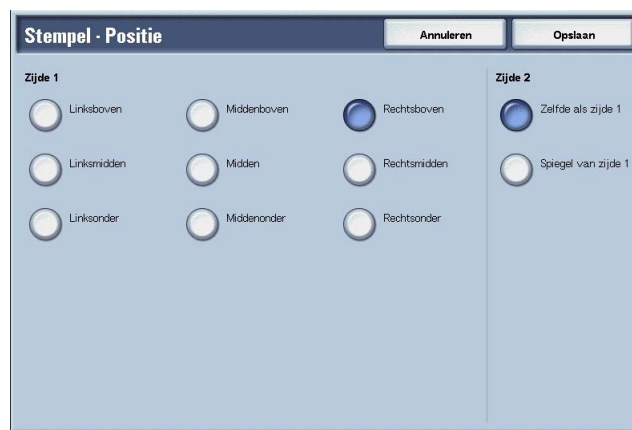 Stempel - Positie
Annuleren
Opslaan
Zijde 1
Zijde 2
Linksboven
Middenboven
Rechtsboven
Zelfde als zijde 1
Linksmidden
Midden
Rechtsmidden
Spiegel van zijde 1
Linksonder
Middenonder
Rechtsonder